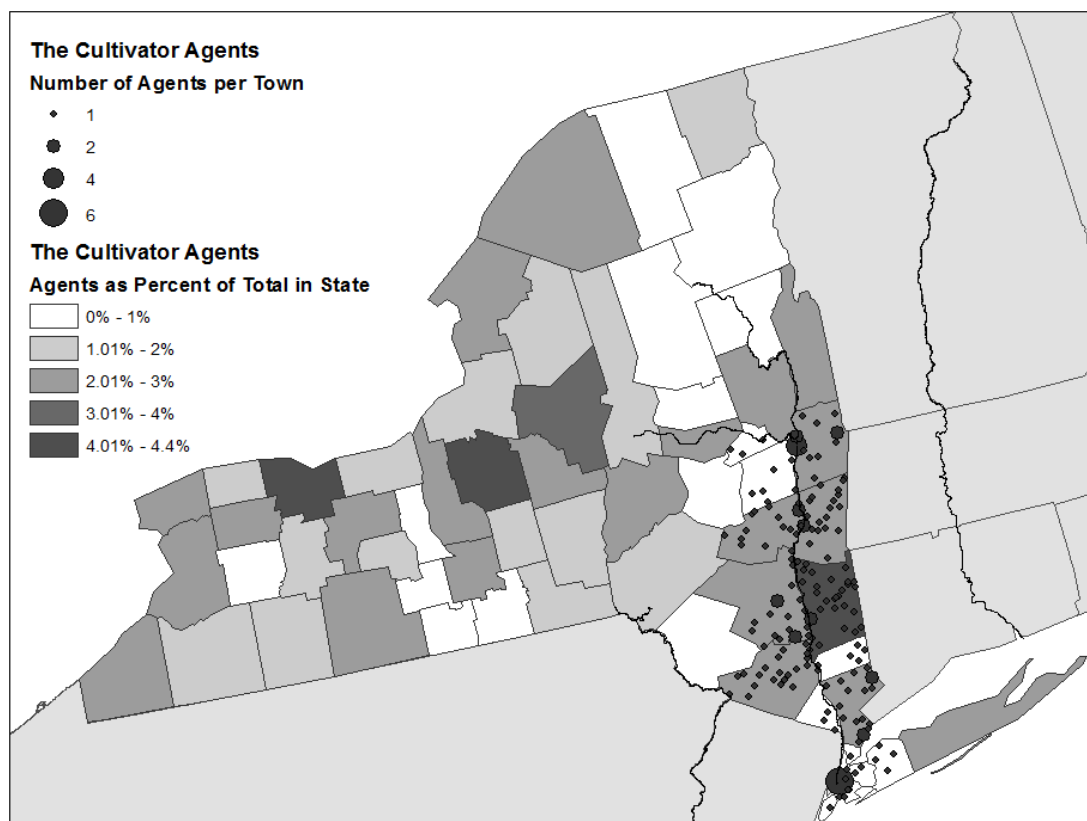 The Cultivator Agents
Number of Agents per Town
1
2
4
6
The Cultivator Agents
Agents as Percent of Total in State
0% - 1%
1.01% - 2%
2.01% - 3%
3.01% - 4%
4.01% - 4.4%